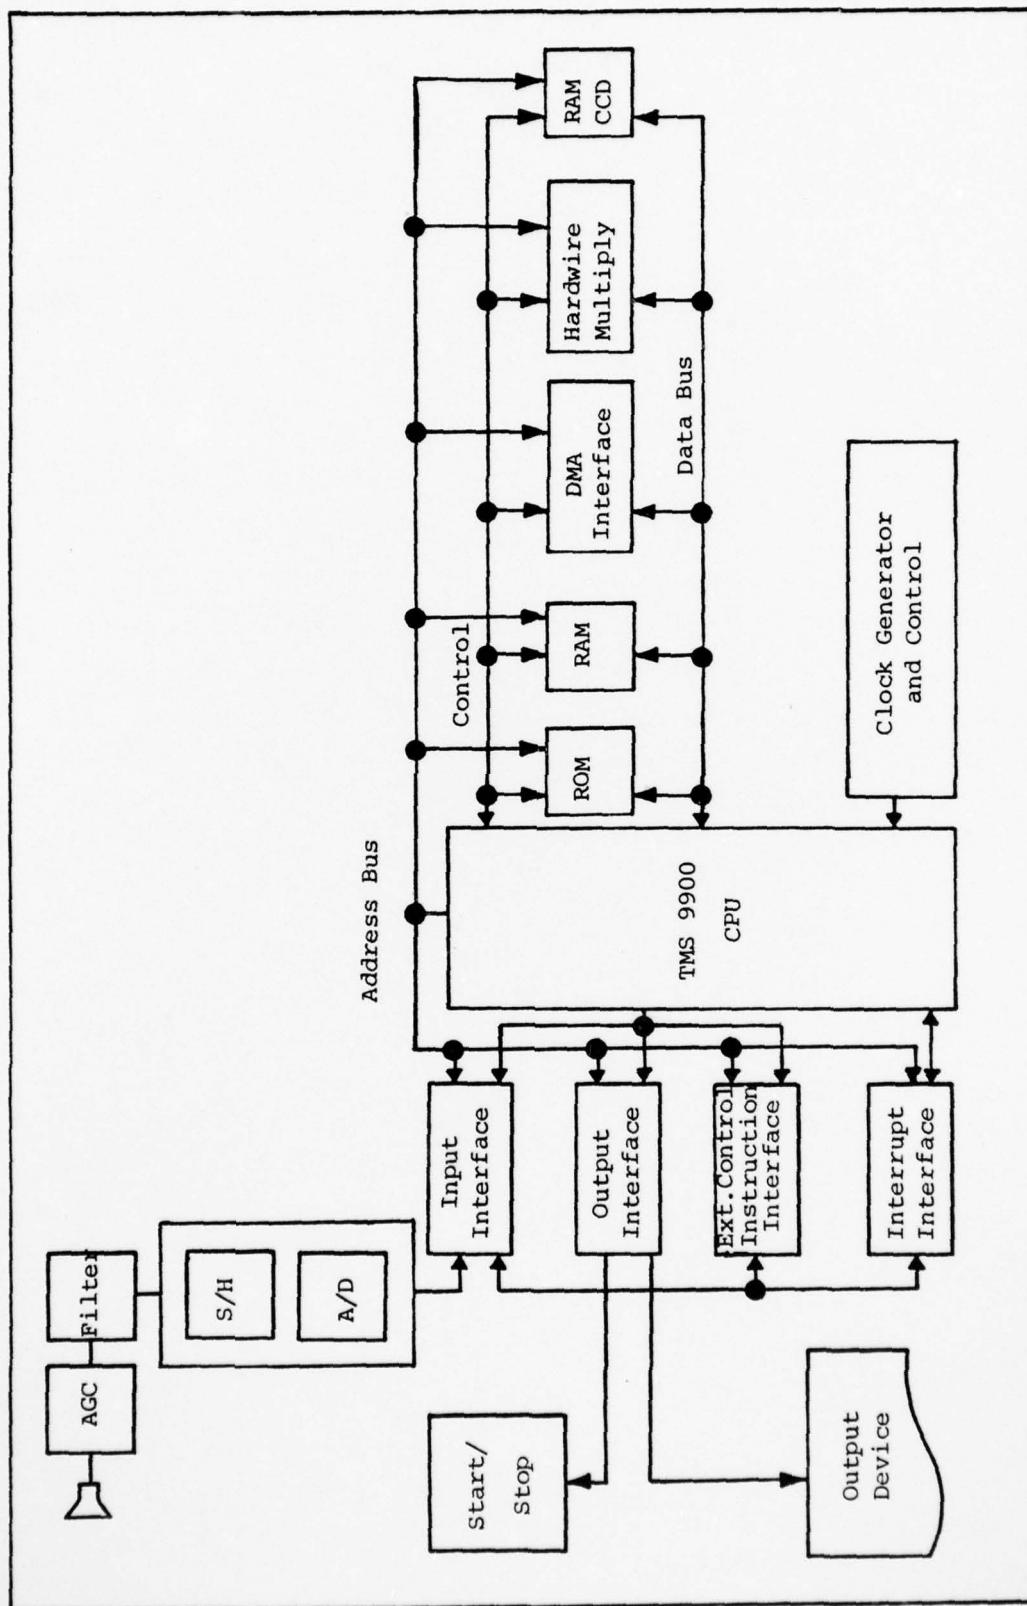 AGC
Filter
S/H
A/D
Start/
Stop
Output
Device
Input
Interface
Output
Interface
Ext.Control
Instruction
Interface
Interrupt
Interface
Address Bus
TMS 9900
CPU
Control
ROM
RAM
DMA
Interface
Hardwire
Multiply
RAM
CCD
Data Bus
Clock Generator
and Control